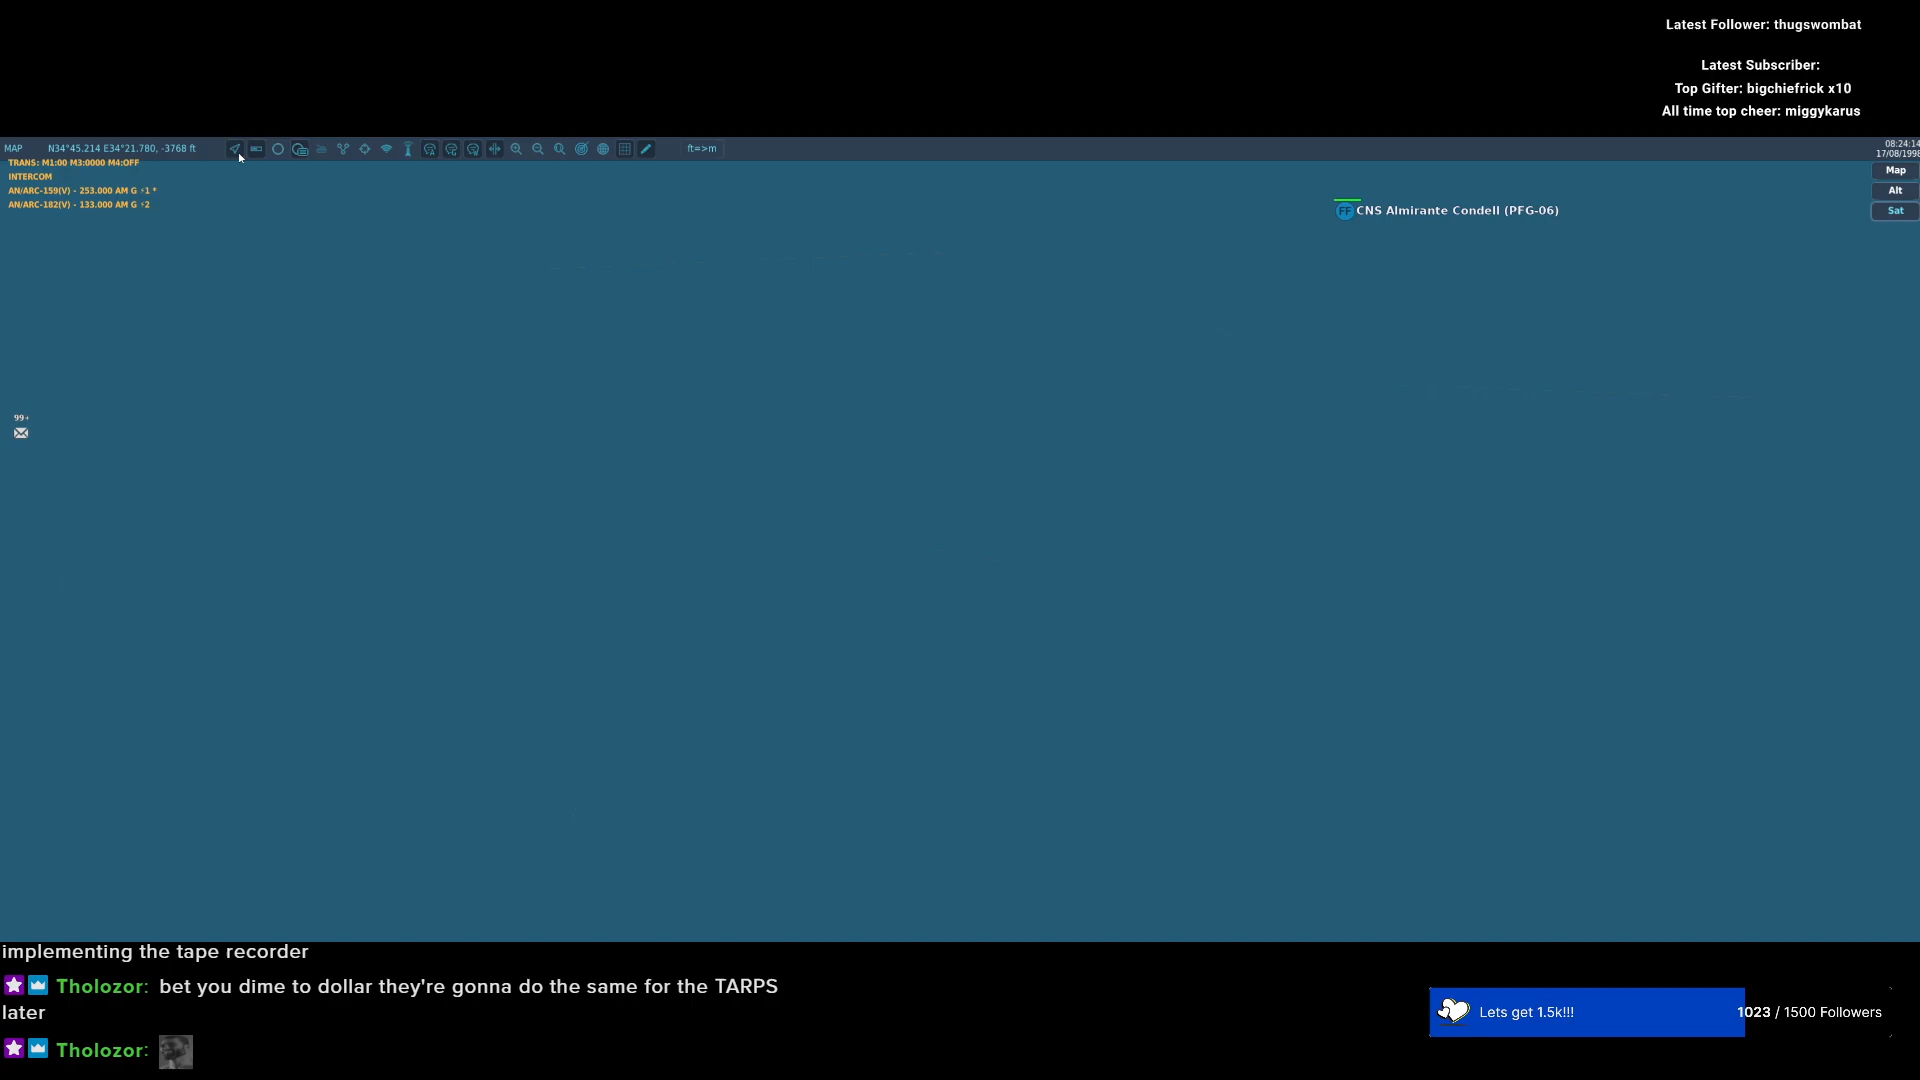 Latest Follower: thugswombat
Latest Subscriber:
Top Gifter: bigchiefrick x10
All time top cheer: miggykarus
MAP N34°45.214 E34°21.780, -3768 ft
ft=>m
08:24:14
17/08/1998
TRANS: M1:00 M3:0000 M4:OFF
INTERCOM
AN/ARC-159(V) - 253.000 AM G ⚡1 *
AN/ARC-182(V) - 133.000 AM G ⚡2
Map
Alt
Sat
FF CNS Almirante Condell (PFG-06)
99+
implementing the tape recorder
Tholozor: bet you dime to dollar they're gonna do the same for the TARPS
later
Tholozor:
Lets get 1.5k!!! 1023 / 1500 Followers